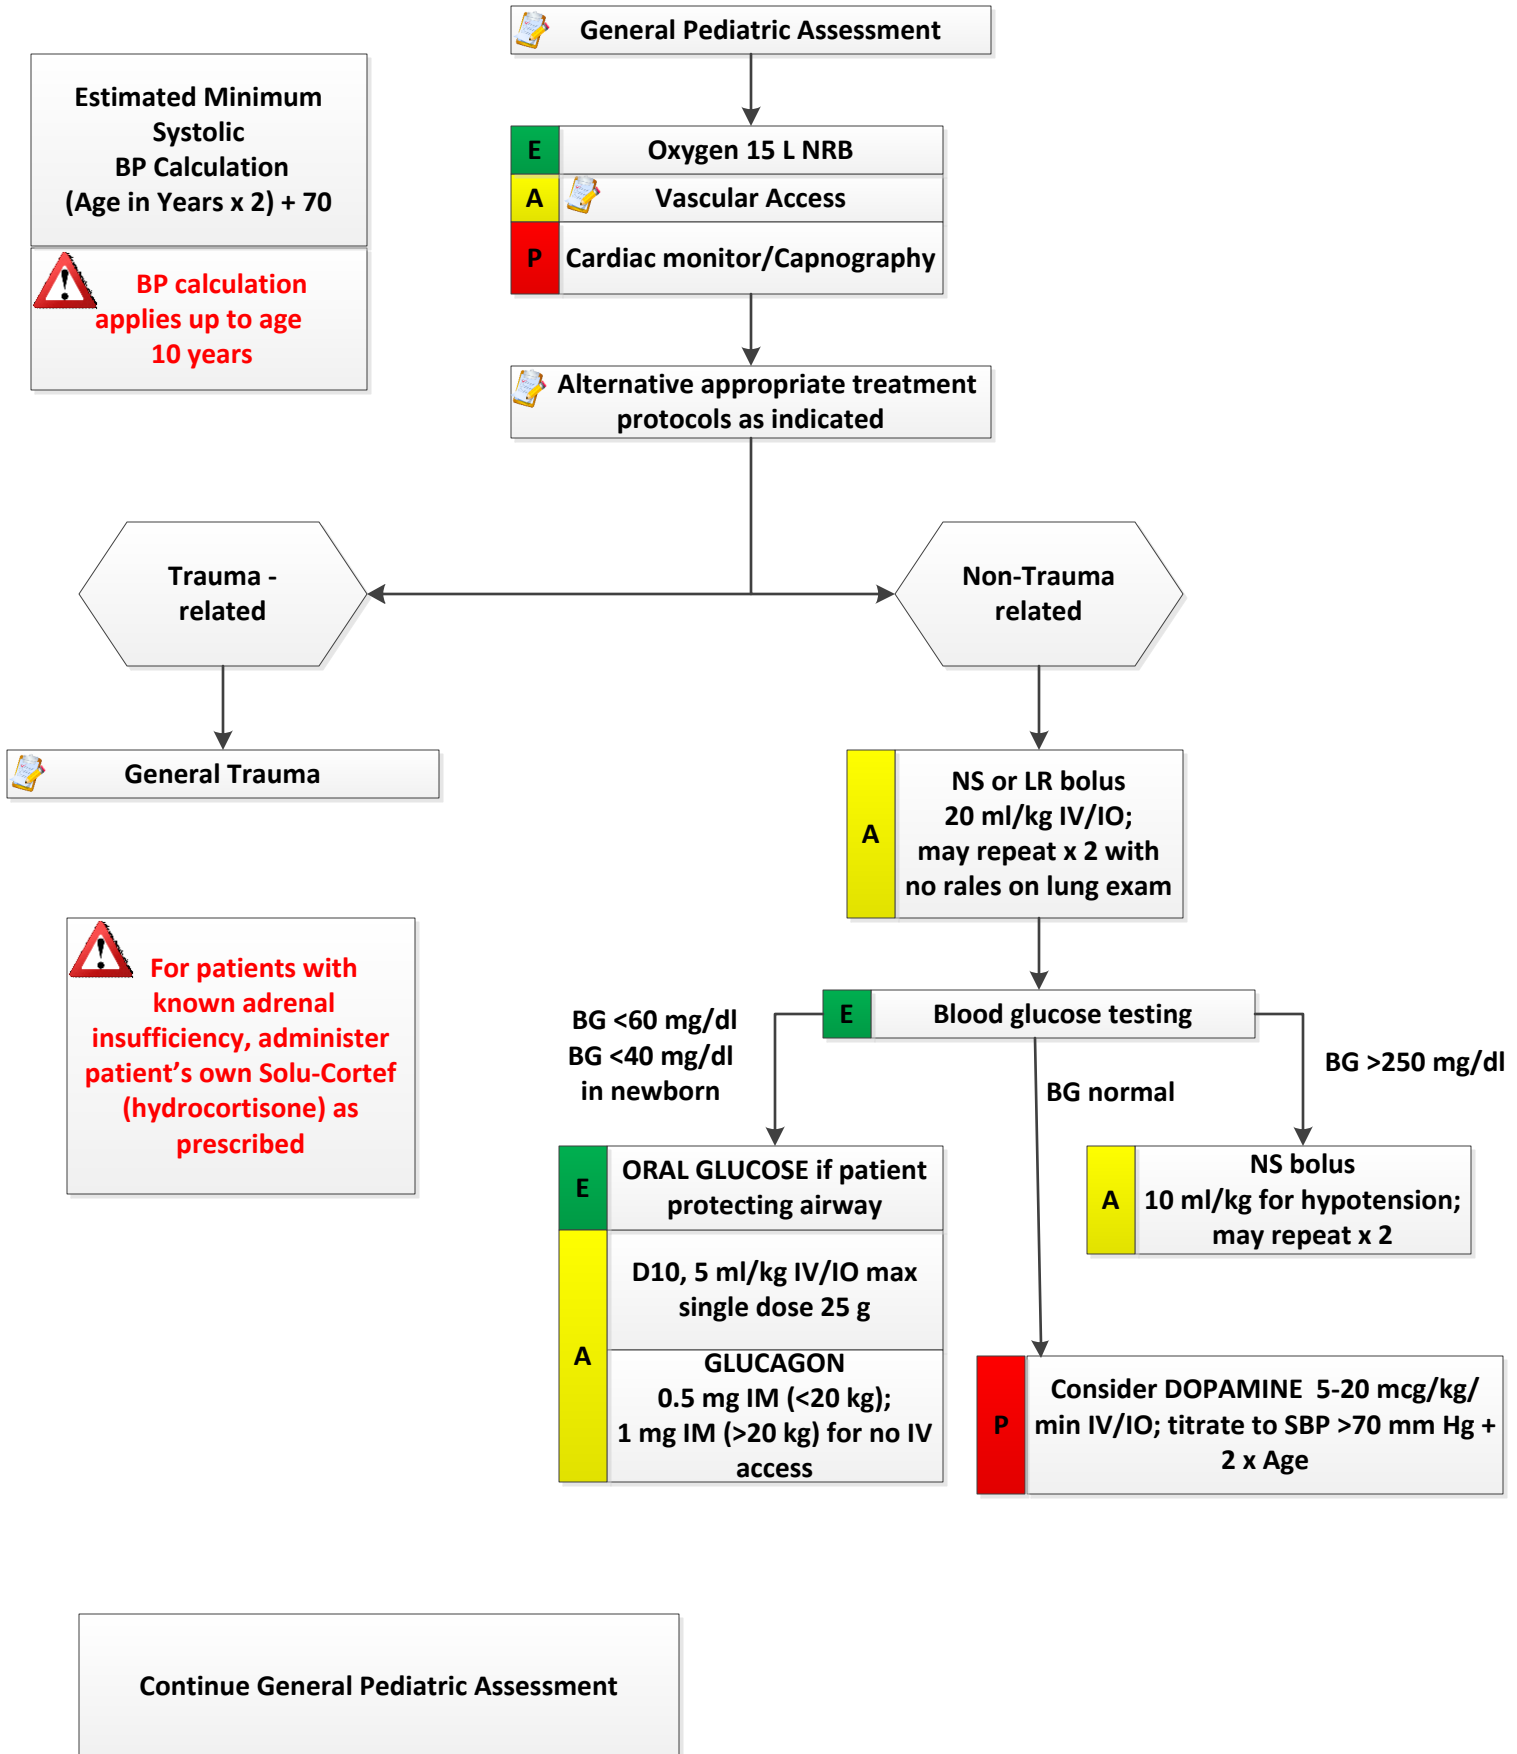 General Pediatric Assessment
Estimated Minimum
Systolic
BP Calculation
(Age in Years x 2) + 70
BP calculation
applies up to age
10 years
E
Oxygen 15 L NRB
A
Vascular Access
P
Cardiac monitor/Capnography
Alternative appropriate treatment
protocols as indicated
Trauma -
related
Non-Trauma
related
General Trauma
A
NS or LR bolus
20 ml/kg IV/IO;
may repeat x 2 with
no rales on lung exam
For patients with
known adrenal
insufficiency, administer
patient's own Solu-Cortef
(hydrocortisone) as
prescribed
E
Blood glucose testing
BG <60 mg/dl
BG <40 mg/dl
in newborn
BG normal
BG >250 mg/dl
E
ORAL GLUCOSE if patient
protecting airway
A
D10, 5 ml/kg IV/IO max
single dose 25 g
GLUCAGON
0.5 mg IM (<20 kg);
1 mg IM (>20 kg) for no IV
access
A
NS bolus
10 ml/kg for hypotension;
may repeat x 2
P
Consider DOPAMINE  5-20 mcg/kg/
min IV/IO; titrate to SBP >70 mm Hg +
2 x Age
Continue General Pediatric Assessment